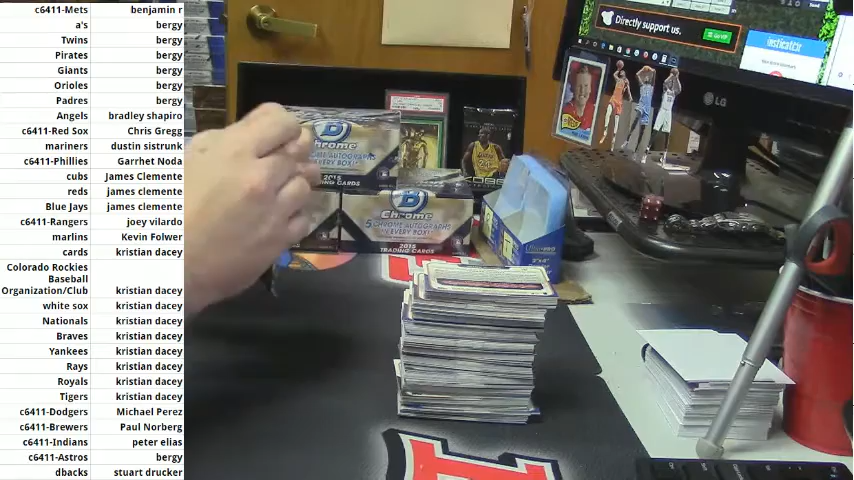 c6411-Mets benjamin r
a's bergy
Twins bergy
Pirates bergy
Giants bergy
Orioles bergy
Padres bergy
Angels bradley shapiro
c6411-Red Sox Chris Gregg
mariners dustin sistrunk
c6411-Phillies Garrhet Noda
cubs James Clemente
reds james clemente
Blue Jays james clemente
c6411-Rangers joey vilardo
marlins Kevin Folwer
cards kristian dacey
Colorado Rockies
Baseball
Organization/Club kristian dacey
white sox kristian dacey
Nationals kristian dacey
Braves kristian dacey
Yankees kristian dacey
Rays kristian dacey
Royals kristian dacey
Tigers kristian dacey
c6411-Dodgers Michael Perez
c6411-Brewers Paul Norberg
c6411-Indians peter elias
c6411-Astros bergy
dbacks stuart drucker
Directly support us.
LG
AUTOGRAPHS
EVERY BOX!
2015
Chrome
5 CHROME AUTOGRAPHS
EVERY BOX!
2015
TRADING CARDS